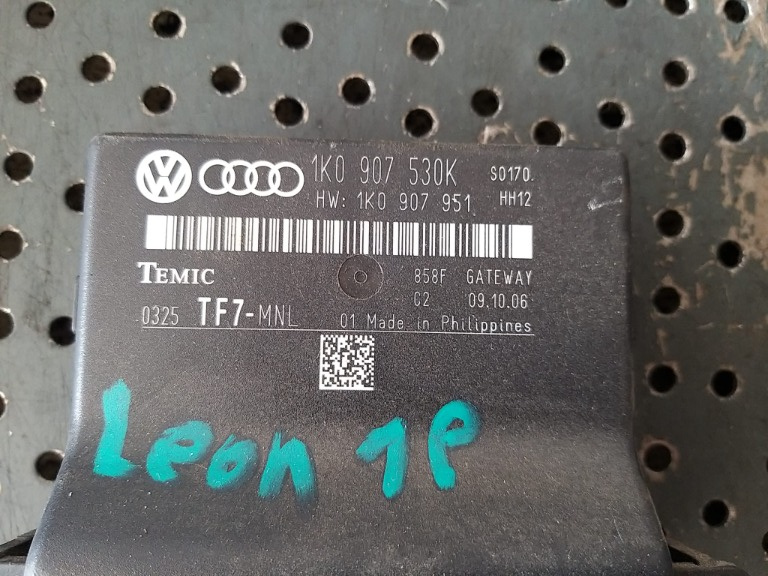 1K0 907 530K S0170
HW: 1K0 907 951 HH12
TEMIC 858F GATEWAY
C2 09.10.06
0325 TF7-MNL 01 Made in Philippines
Leon 1P